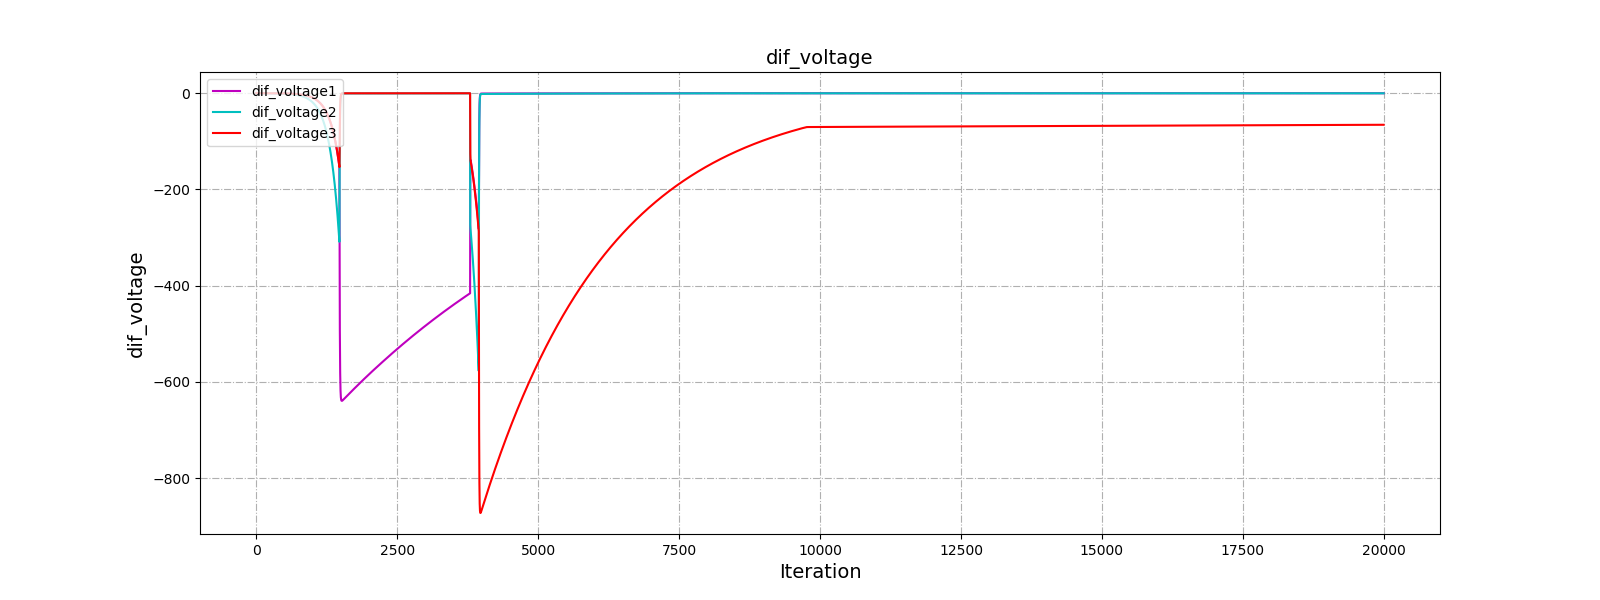 dif_voltage
dif_voltage1
dif_voltage2
dif_voltage3
dif_voltage
0
−200
−400
−600
−800
0 2500 5000 7500 10000 12500 15000 17500 20000
Iteration